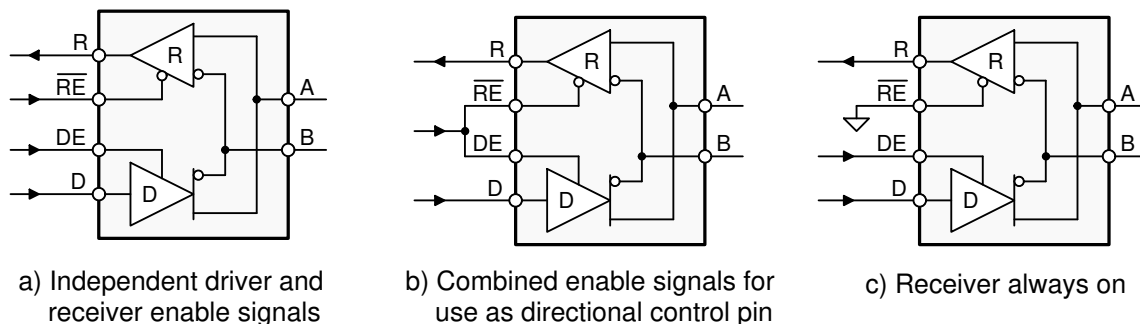 R
R
RE
A
DE
B
D
D
a) Independent driver and
receiver enable signals
R
R
RE
A
DE
B
D
D
b) Combined enable signals for
use as directional control pin
R
R
RE
A
DE
B
D
D
c) Receiver always on